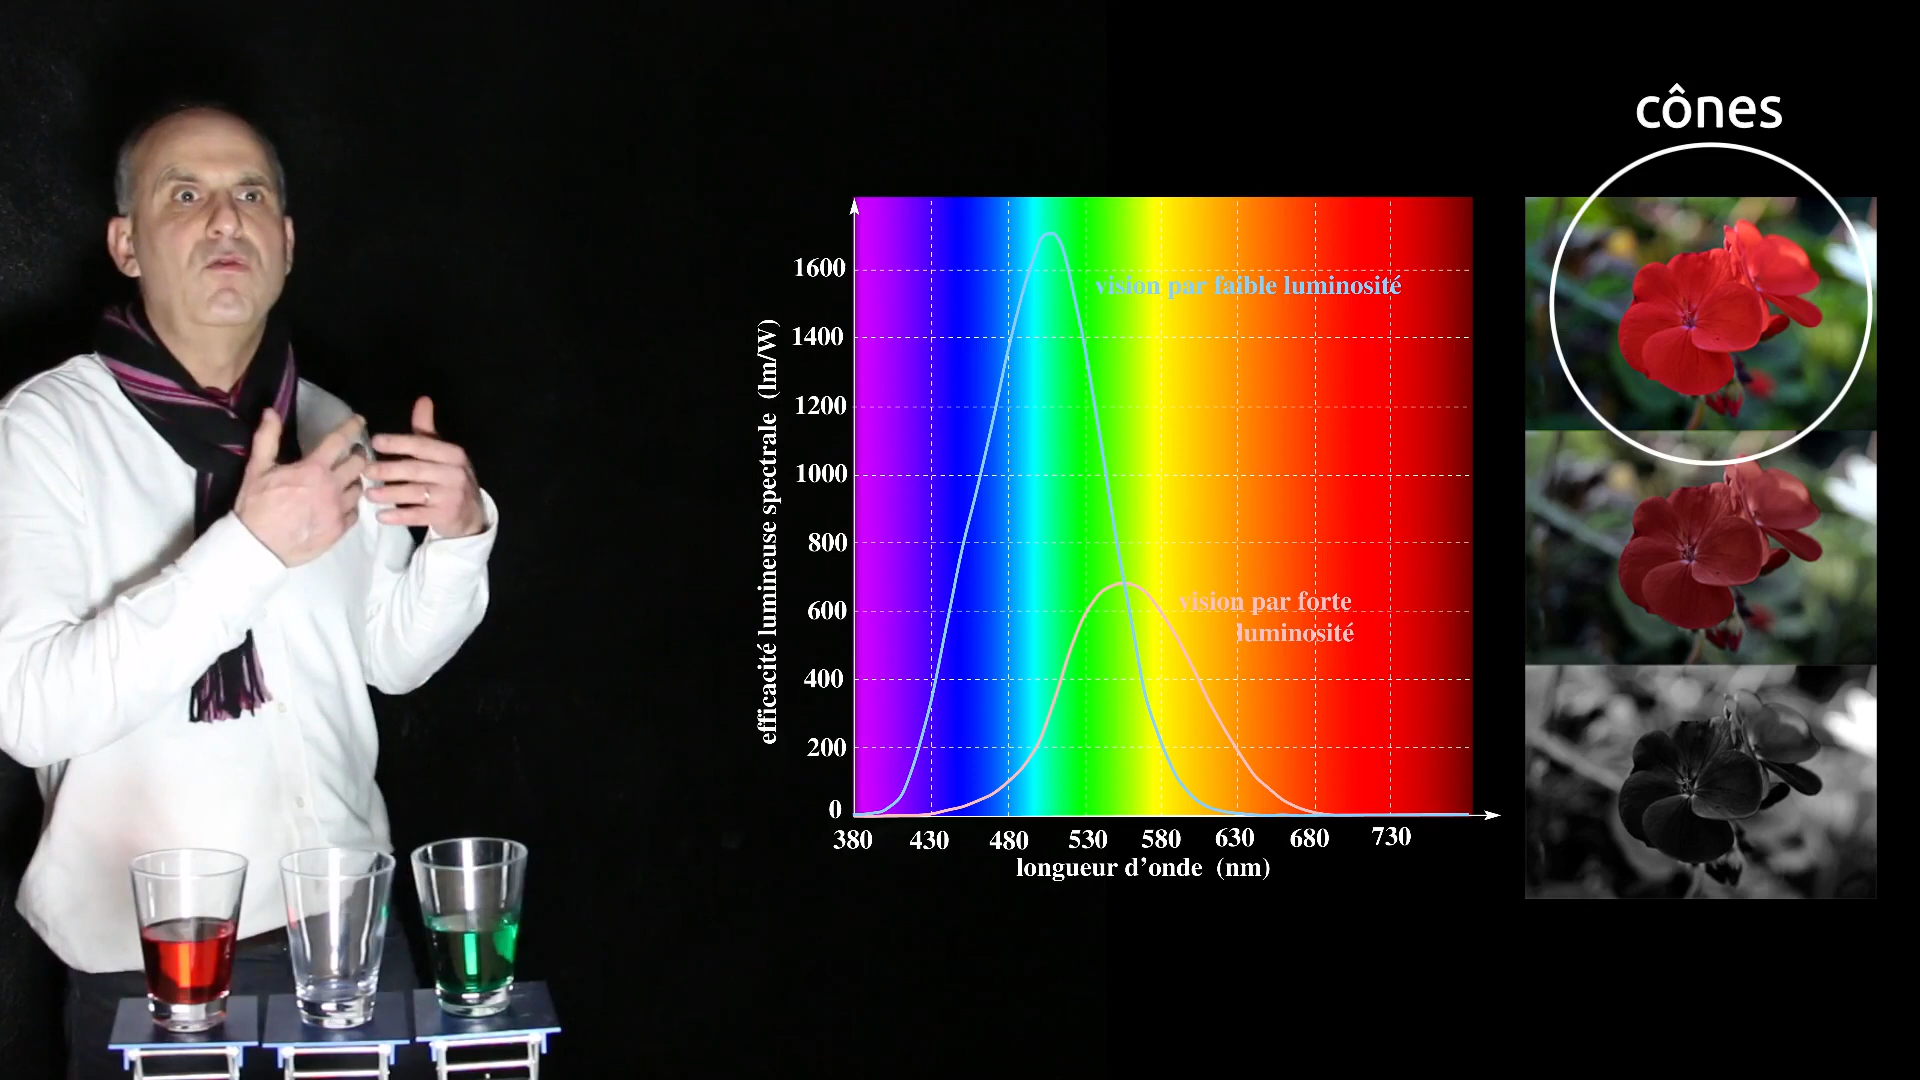 cônes
efficacité lumineuse spectrale (lm/W)
1600
1400
1200
1000
800
600
400
200
0
vision par faible luminosité
vision par forte
luminosité
380 430 480 530 580 630 680 730
longueur d’onde (nm)